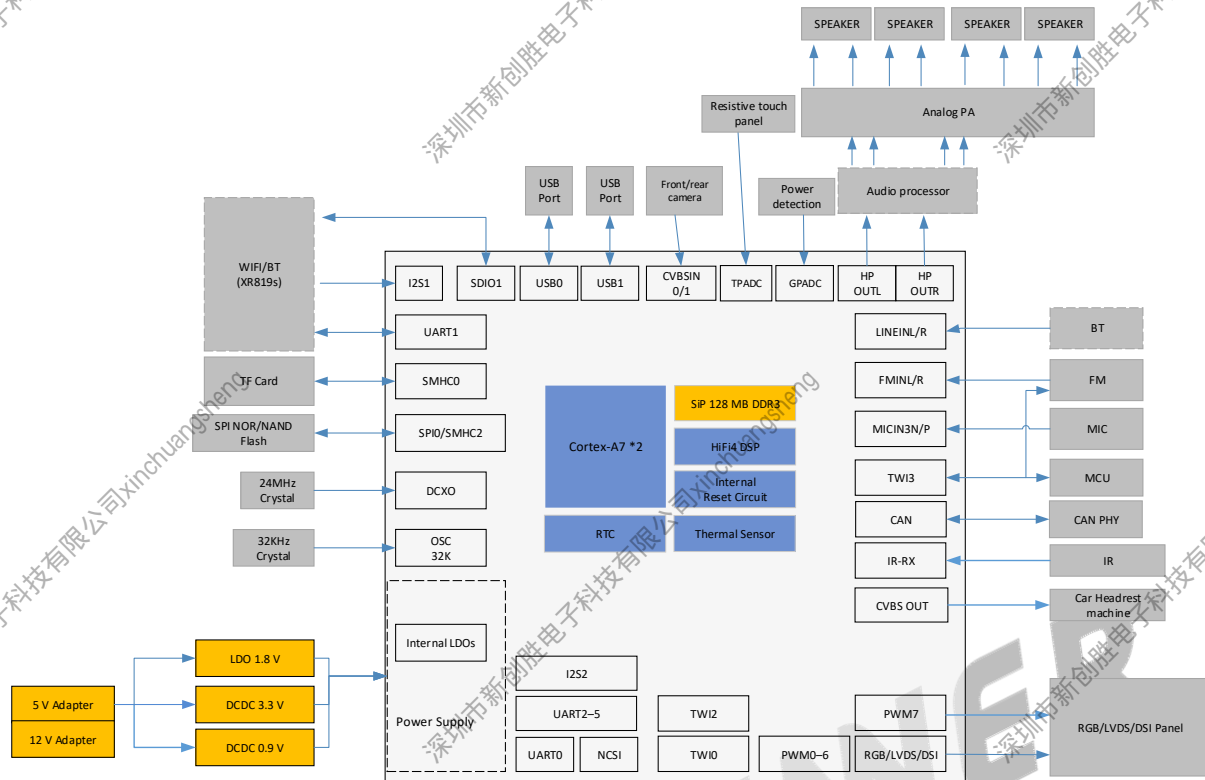 SPEAKER
SPEAKER
SPEAKER
SPEAKER
Analog PA
Resistive touch
panel
USB
Port
USB
Port
Front/rear
camera
Power
detection
Audio processor
WIFI/BT
(XR819s)
I2S1
SDIO1
USB0
USB1
CVBSIN
0/1
TPADC
GPADC
HP
OUTL
HP
OUTR
UART1
LINEINL/R
BT
TF Card
SMHC0
FMINL/R
FM
SPI NOR/NAND
Flash
SPI0/SMHC2
Cortex-A7 *2
SiP 128 MB DDR3
HiFi4 DSP
Internal
Reset Circuit
MICIN3N/P
MIC
24MHz
Crystal
DCXO
TWI3
MCU
CAN
CAN PHY
32KHz
Crystal
OSC
32K
RTC
Thermal Sensor
IR-RX
IR
CVBS OUT
Car Headrest
machine
Internal LDOs
LDO 1.8 V
5 V Adapter
DCDC 3.3 V
12 V Adapter
DCDC 0.9 V
Power Supply
I2S2
UART2–5
TWI2
PWM7
RGB/LVDS/DSI Panel
UART0
NCSI
TWI0
PWM0–6
RGB/LVDS/DSI
深圳市新创胜电子科技有限公司xinchuangsheng